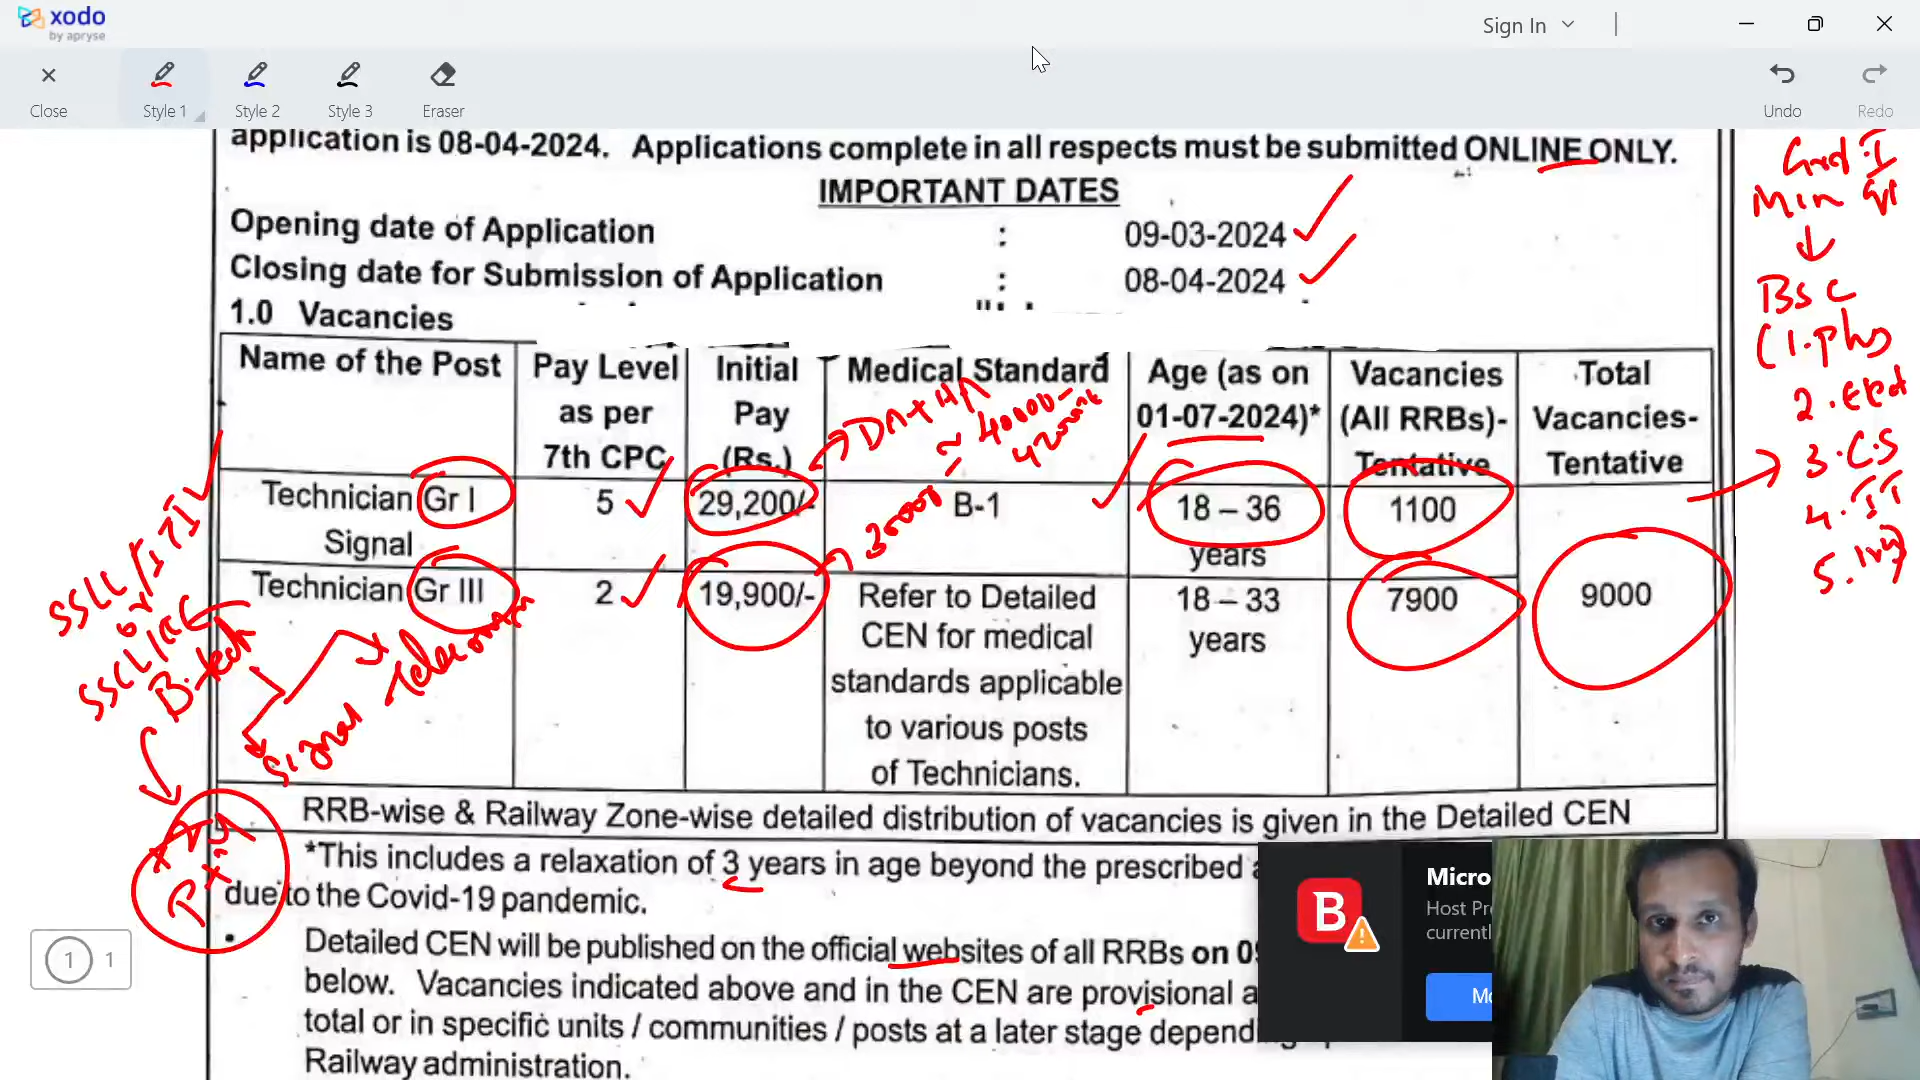 xodo
by apryse
Sign In
Close
Style 1
Style 2
Style 3
Eraser
Undo
Redo
application is 08-04-2024. Applications complete in all respects must be submitted ONLINE ONLY.
IMPORTANT DATES
Opening date of Application : 09-03-2024
Closing date for Submission of Application : 08-04-2024
1.0 Vacancies
Name of the Post
Pay Level as per 7th CPC
Initial Pay (Rs.)
Medical Standard
Age (as on 01-07-2024)*
Vacancies (All RRBs)- Tentative
Total Vacancies- Tentative
Technician Gr I Signal
5
29,200/-
B-1
18 – 36 years
1100
Technician Gr III
2
19,900/-
Refer to Detailed
CEN for medical
standards applicable
to various posts
of Technicians.
18 – 33 years
7900
9000
RRB-wise & Railway Zone-wise detailed distribution of vacancies is given in the Detailed CEN
*This includes a relaxation of 3 years in age beyond the prescribed
due to the Covid-19 pandemic.
Detailed CEN will be published on the official websites of all RRBs on
below. Vacancies indicated above and in the CEN are provisional
total or in specific units / communities / posts at a later stage
Railway administration.
DA + HA
≈ 40000-
30000
SSLC/ITI
or
B.tech
Signal
Telecom
Min
BSC
(1.phy
2.
3.CS
4.IT
5.
1
1
B
Host